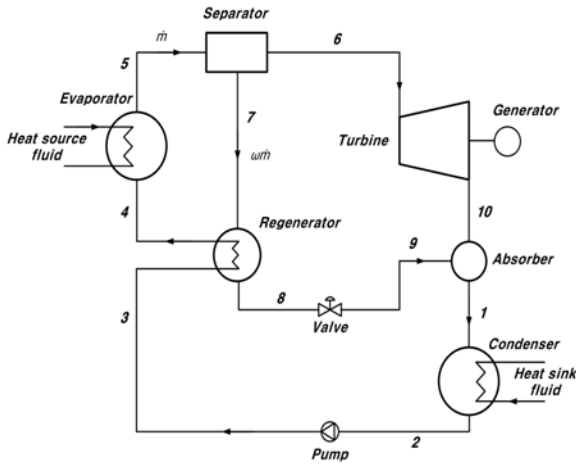 Separator
ṁ
6
5
Evaporator
7
Generator
Heat source
fluid
Turbine
ωṁ
4
Regenerator
10
9
Absorber
3
8
Valve
1
Condenser
Heat sink
fluid
2
Pump